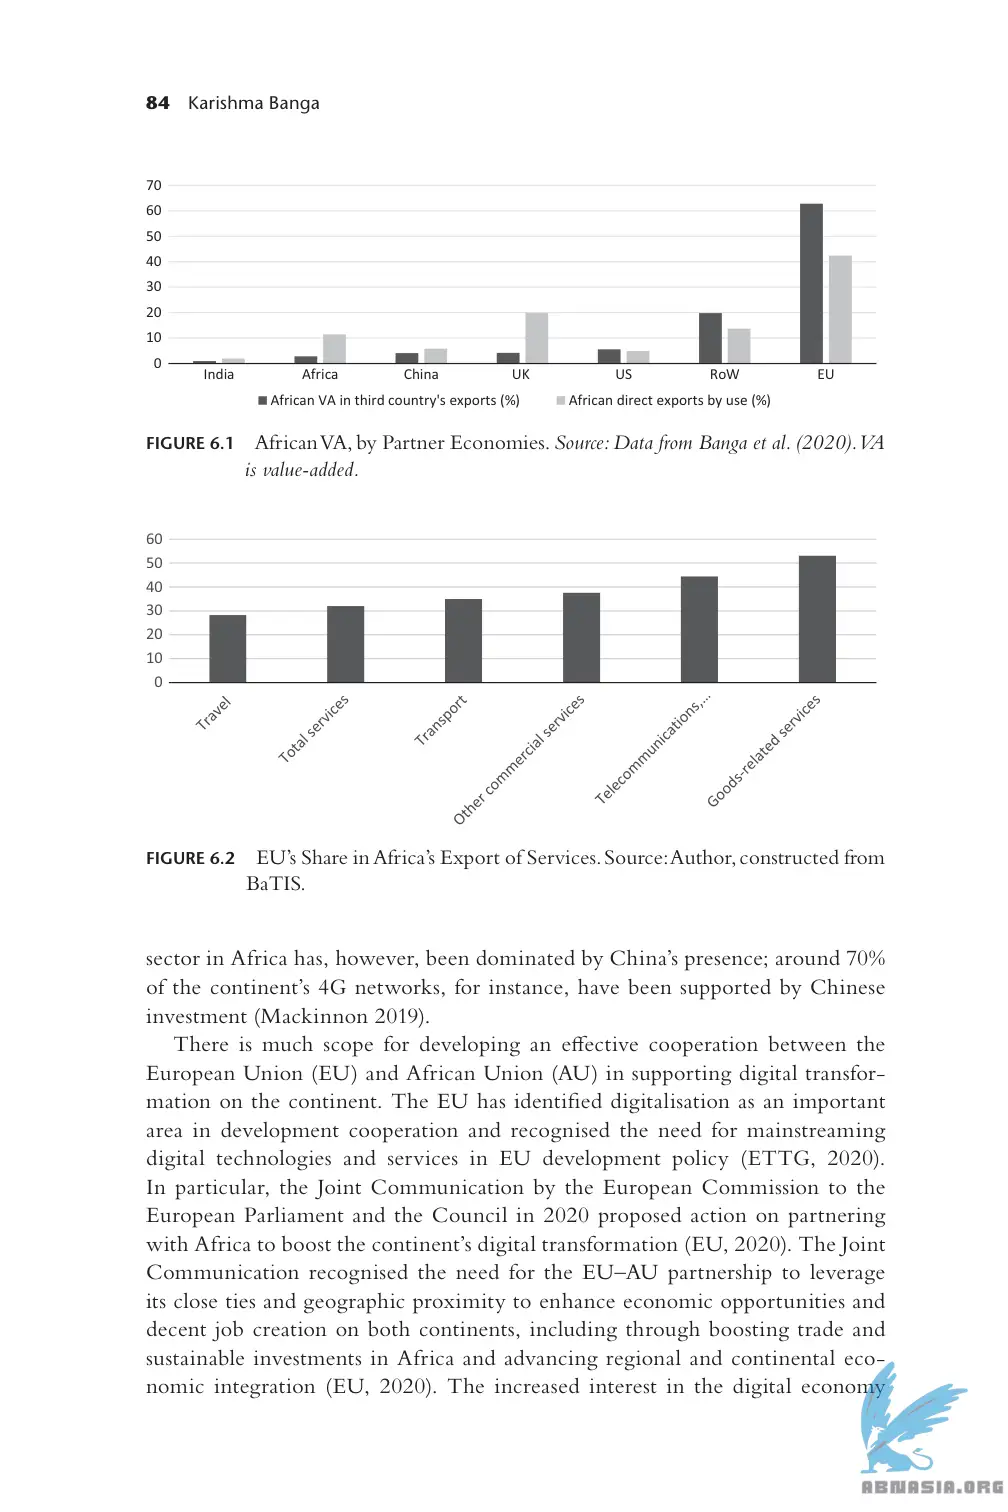 84 Karishma Banga
70
60
50
40
30
20
10
0
India Africa China UK US RoW EU
African VA in third country's exports (%) African direct exports by use (%)
FIGURE 6.1 African VA, by Partner Economies. Source: Data from Banga et al. (2020). VA
is value-added.
60
50
40
30
20
10
0
Travel
Total services
Transport
Other commercial services
Telecommunications,...
Goods-related services
FIGURE 6.2 EU’s Share in Africa’s Export of Services. Source: Author, constructed from
BaTIS.
sector in Africa has, however, been dominated by China’s presence; around 70%
of the continent’s 4G networks, for instance, have been supported by Chinese
investment (Mackinnon 2019).
There is much scope for developing an effective cooperation between the
European Union (EU) and African Union (AU) in supporting digital transfor-
mation on the continent. The EU has identified digitalisation as an important
area in development cooperation and recognised the need for mainstreaming
digital technologies and services in EU development policy (ETTG, 2020).
In particular, the Joint Communication by the European Commission to the
European Parliament and the Council in 2020 proposed action on partnering
with Africa to boost the continent’s digital transformation (EU, 2020). The Joint
Communication recognised the need for the EU–AU partnership to leverage
its close ties and geographic proximity to enhance economic opportunities and
decent job creation on both continents, including through boosting trade and
sustainable investments in Africa and advancing regional and continental eco-
nomic integration (EU, 2020). The increased interest in the digital economy
ABNASIA.ORG